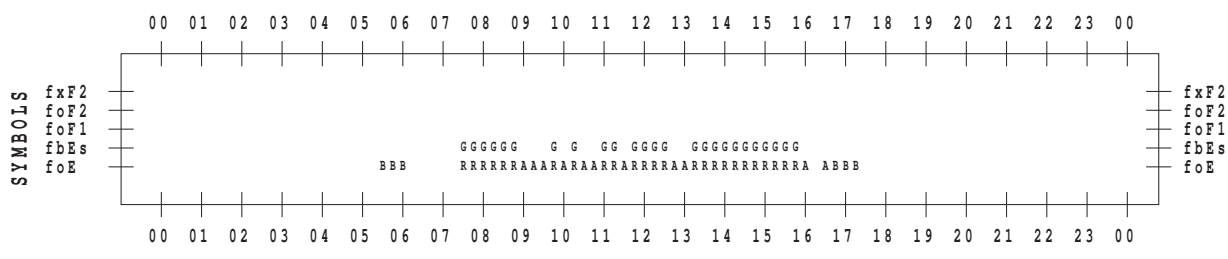 00 01 02 03 04 05 06 07 08 09 10 11 12 13 14 15 16 17 18 19 20 21 22 23 00
SYMBOLS
fxF2 fxF2
foF2 foF2
foF1 foF1
fbEs GGGGGG G G GG GGGG GGGGGGGGGGG fbEs
foE BBB RRRRRRAAARARAARRARRRRAARRRRRRRRRRRA ABBB foE
00 01 02 03 04 05 06 07 08 09 10 11 12 13 14 15 16 17 18 19 20 21 22 23 00